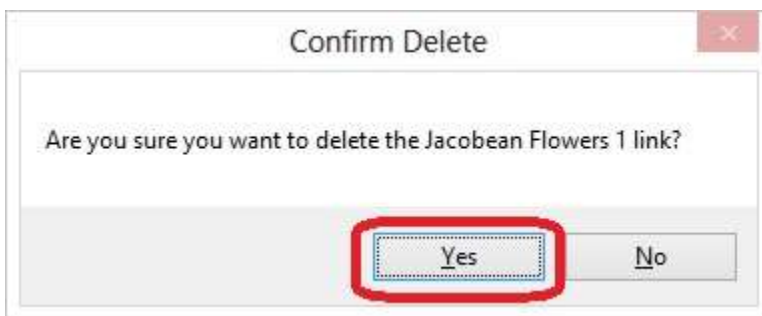 Confirm Delete
Are you sure you want to delete the Jacobean Flowers 1 link?
Yes No